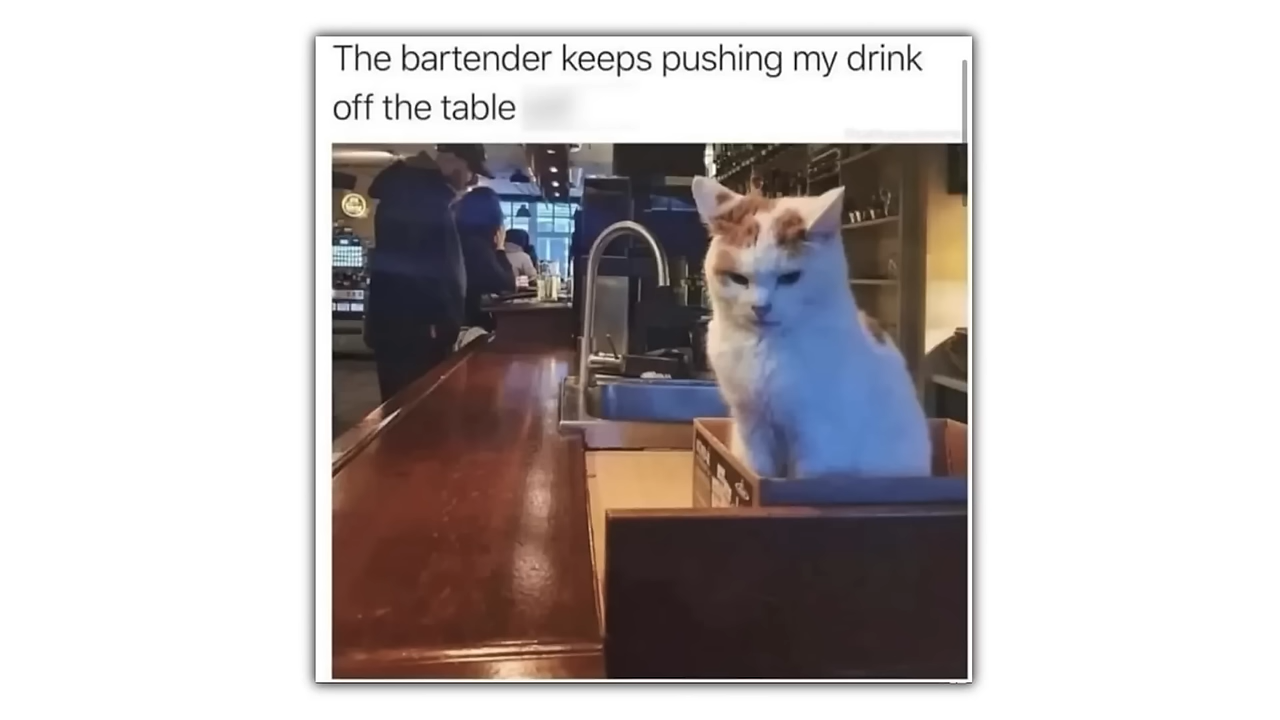 The bartender keeps pushing my drink
off the table